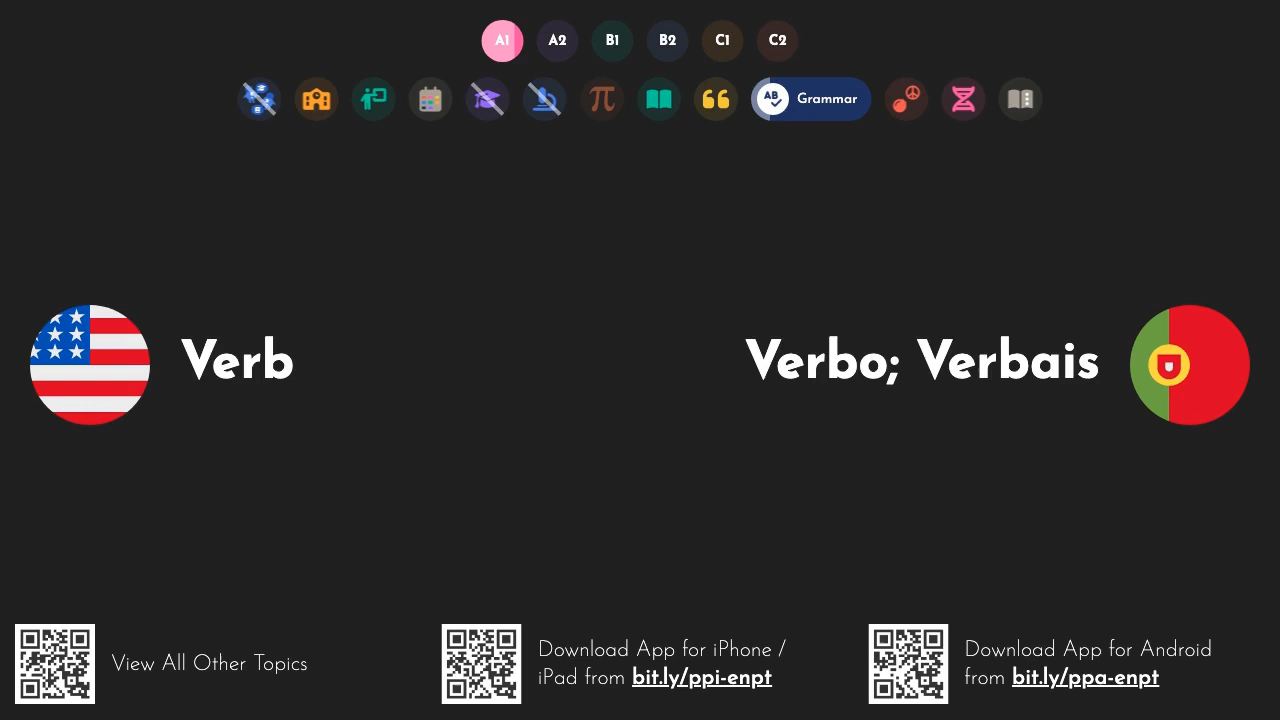 A1 A2 B1 B2 C1 C2
AB Grammar
Verb
Verbo; Verbais
View All Other Topics
Download App for iPhone /
iPad from bit.ly/ppi-enpt
Download App for Android
from bit.ly/ppa-enpt